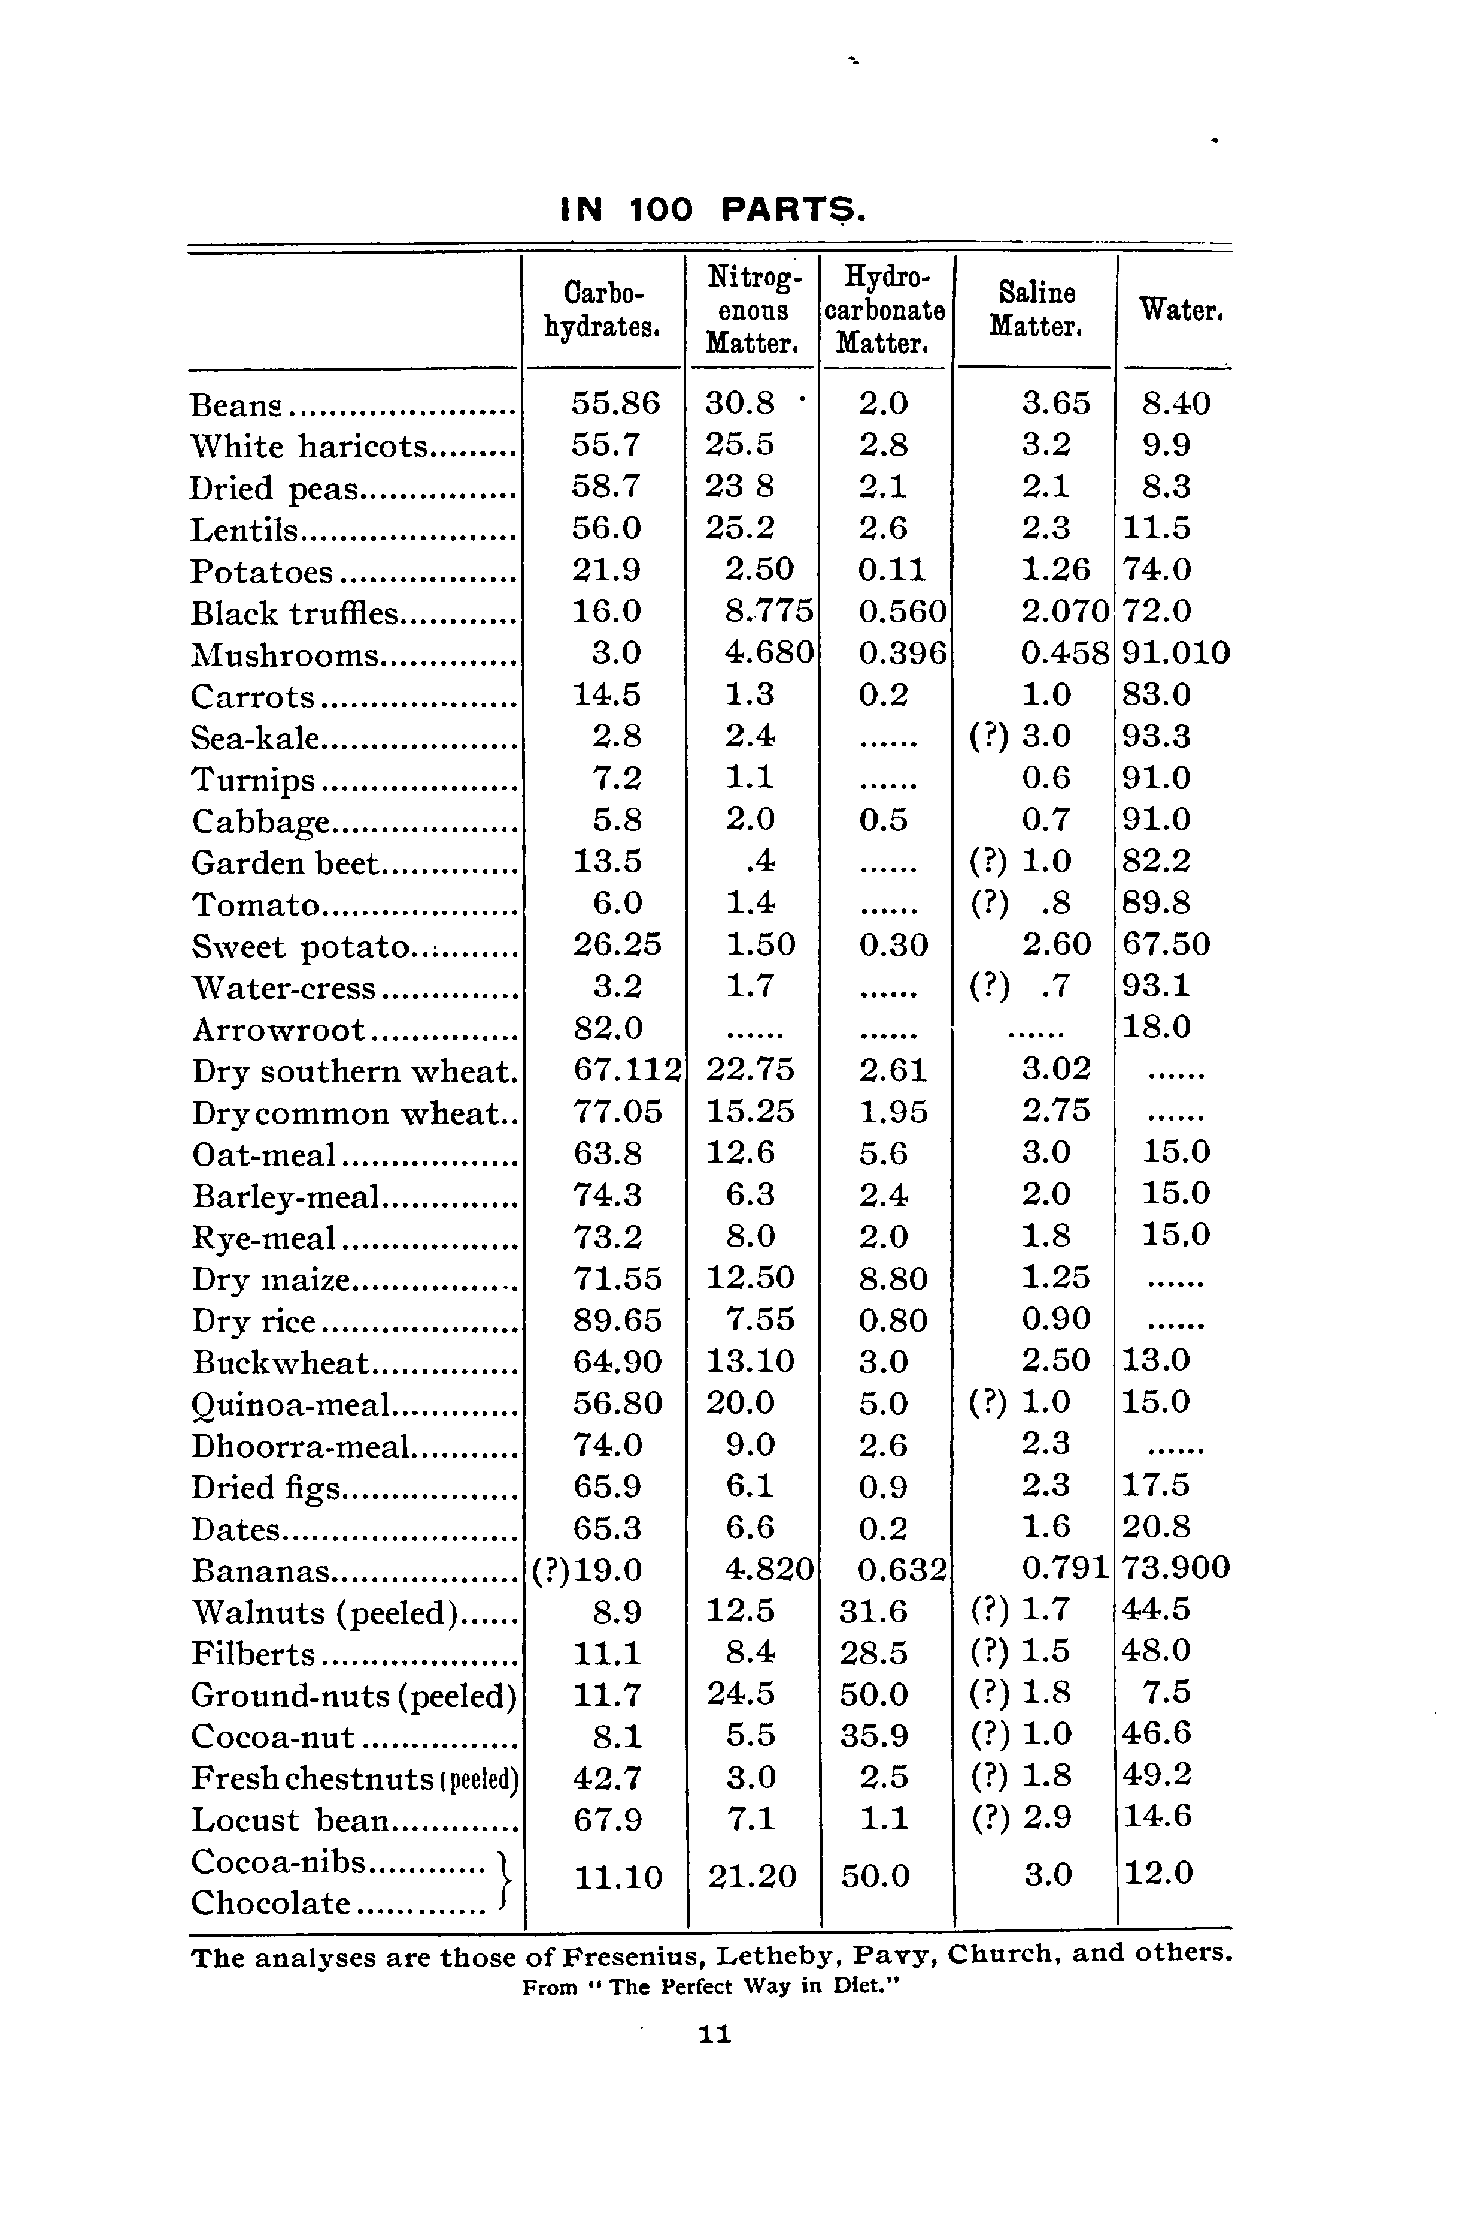 IN 100 PARTS.
Carbo-hydrates. Nitrog-enous Matter. Hydro-carbonate Matter. Saline Matter. Water.
Beans....................... 55.86 30.8 2.0 3.65 8.40
White haricots......... 55.7 25.5 2.8 3.2 9.9
Dried peas................ 58.7 23 8 2.1 2.1 8.3
Lentils...................... 56.0 25.2 2.6 2.3 11.5
Potatoes.................. 21.9 2.50 0.11 1.26 74.0
Black truffles............ 16.0 8.775 0.560 2.070 72.0
Mushrooms.............. 3.0 4.680 0.396 0.458 91.010
Carrots.................... 14.5 1.3 0.2 1.0 83.0
Sea-kale.................... 2.8 2.4 ...... (?) 3.0 93.3
Turnips.................... 7.2 1.1 ...... 0.6 91.0
Cabbage................... 5.8 2.0 0.5 0.7 91.0
Garden beet.............. 13.5 .4 ...... (?) 1.0 82.2
Tomato.................... 6.0 1.4 ...... (?) .8 89.8
Sweet potato........... 26.25 1.50 0.30 2.60 67.50
Water-cress.............. 3.2 1.7 ...... (?) .7 93.1
Arrowroot............... 82.0 ...... ...... ...... 18.0
Dry southern wheat. 67.112 22.75 2.61 3.02 ......
Dry common wheat.. 77.05 15.25 1.95 2.75 ......
Oat-meal.................. 63.8 12.6 5.6 3.0 15.0
Barley-meal.............. 74.3 6.3 2.4 2.0 15.0
Rye-meal.................. 73.2 8.0 2.0 1.8 15.0
Dry maize................. 71.55 12.50 8.80 1.25 ......
Dry rice.................... 89.65 7.55 0.80 0.90 ......
Buckwheat............... 64.90 13.10 3.0 2.50 13.0
Quinoa-meal............. 56.80 20.0 5.0 (?) 1.0 15.0
Dhoorra-meal........... 74.0 9.0 2.6 2.3 ......
Dried figs.................. 65.9 6.1 0.9 2.3 17.5
Dates........................ 65.3 6.6 0.2 1.6 20.8
Bananas................... (?)19.0 4.820 0.632 0.791 73.900
Walnuts (peeled)...... 8.9 12.5 31.6 (?) 1.7 44.5
Filberts.................... 11.1 8.4 28.5 (?) 1.5 48.0
Ground-nuts (peeled) 11.7 24.5 50.0 (?) 1.8 7.5
Cocoa-nut................ 8.1 5.5 35.9 (?) 1.0 46.6
Fresh chestnuts (peeled) 42.7 3.0 2.5 (?) 1.8 49.2
Locust bean............. 67.9 7.1 1.1 (?) 2.9 14.6
Cocoa-nibs............ }
Chocolate............. } 11.10 21.20 50.0 3.0 12.0
The analyses are those of Fresenius, Letheby, Pavy, Church, and others.
From "The Perfect Way in Diet."
11